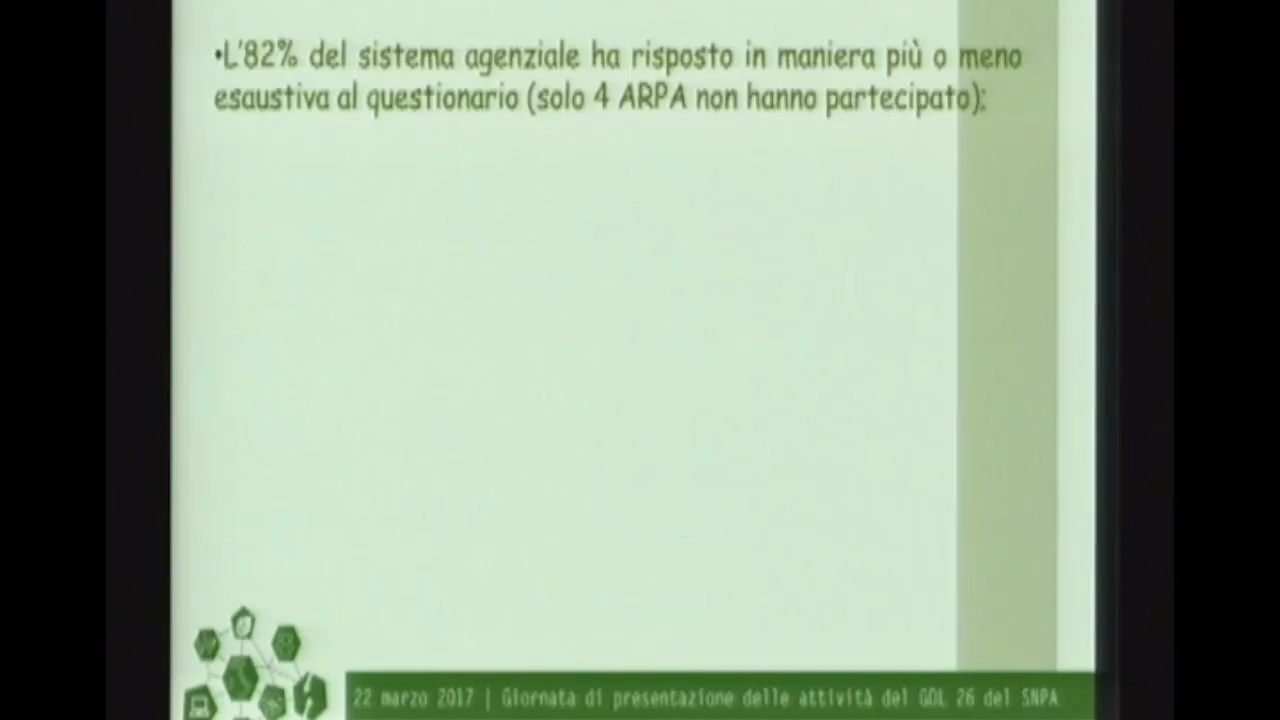 •L'82% del sistema agenziale ha risposto in maniera più o meno
esaustiva al questionario (solo 4 ARPA non hanno partecipato);
22 marzo 2017 | Giornata di presentazione delle attività del GDL 26 del SNPA